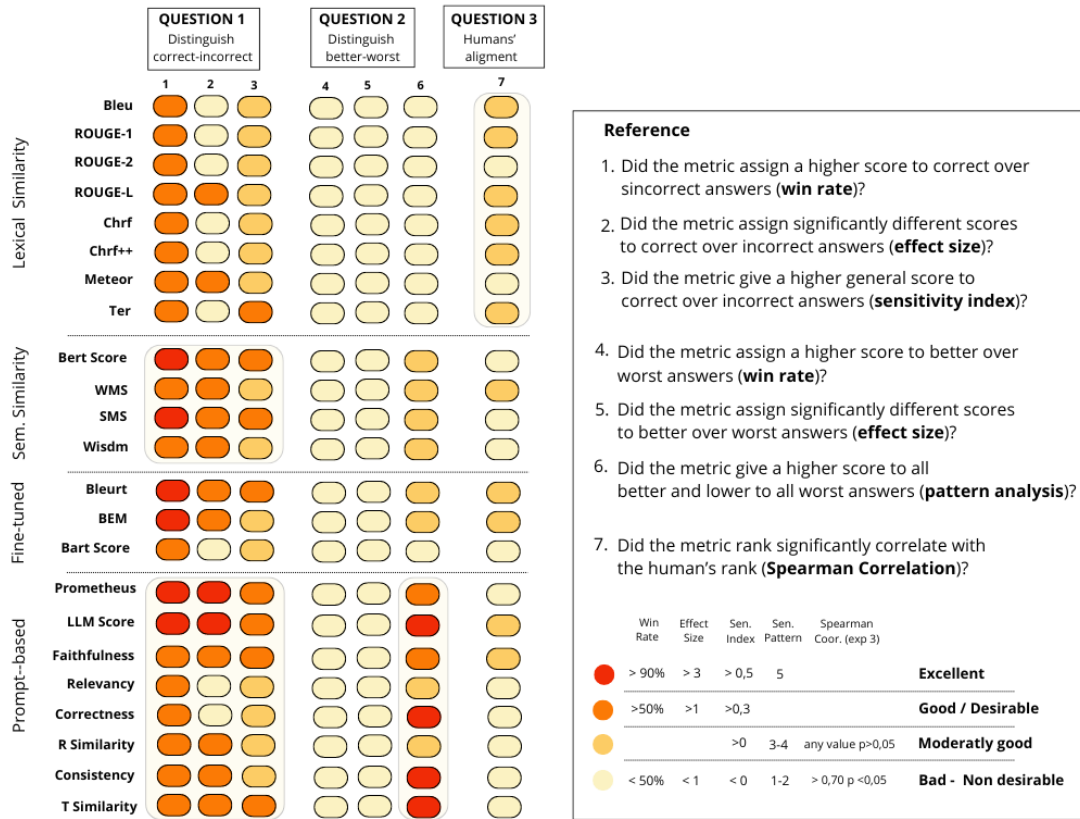 QUESTION 1
Distinguish
correct-incorrect
QUESTION 2
Distinguish
better-worst
QUESTION 3
Humans'
aligment
1 2 3 4 5 6 7
Lexical Similarity
Bleu
ROUGE-1
ROUGE-2
ROUGE-L
Chrf
Chrf++
Meteor
Ter
Sem. Similarity
Bert Score
WMS
SMS
Wisdm
Fine-tuned
Bleurt
BEM
Bart Score
Prompt--based
Prometheus
LLM Score
Faithfulness
Relevancy
Correctness
R Similarity
Consistency
T Similarity
Reference
1. Did the metric assign a higher score to correct over
sincorrect answers (win rate)?
2. Did the metric assign significantly different scores
to correct over incorrect answers (effect size)?
3. Did the metric give a higher general score to
correct over incorrect answers (sensitivity index)?
4. Did the metric assign a higher score to better over
worst answers (win rate)?
5. Did the metric assign significantly different scores
to better over worst answers (effect size)?
6. Did the metric give a higher score to all
better and lower to all worst answers (pattern analysis)?
7. Did the metric rank significantly correlate with
the human's rank (Spearman Correlation)?
Win Effect Sen. Sen. Spearman
Rate Size Index Pattern Coor. (exp 3)
> 90% > 3 > 0,5 5 Excellent
>50% >1 >0,3 Good / Desirable
>0 3-4 any value p>0,05 Moderatly good
< 50% < 1 < 0 1-2 > 0,70 p <0,05 Bad - Non desirable